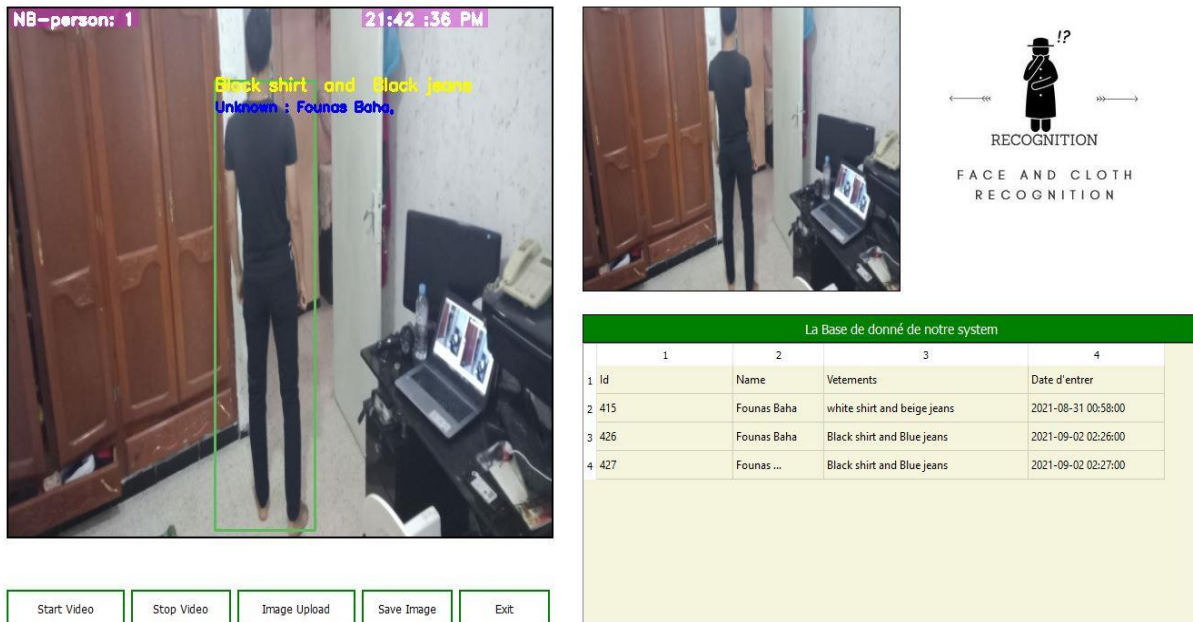 NB-person: 1
21:42 :36 PM
Black shirt and Black jeans
Unknown : Founas Baha,
!?
RECOGNITION
FACE AND CLOTH
RECOGNITION
La Base de donné de notre system
1 2 3 4
1 Id Name Vetements Date d'entrer
2 415 Founas Baha white shirt and beige jeans 2021-08-31 00:58:00
3 426 Founas Baha Black shirt and Blue jeans 2021-09-02 02:26:00
4 427 Founas ... Black shirt and Blue jeans 2021-09-02 02:27:00
Start Video
Stop Video
Image Upload
Save Image
Exit